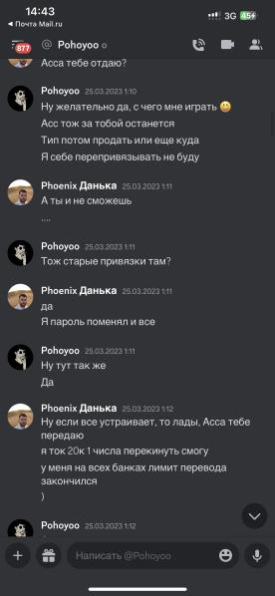 14:43
3G 45+
◂ Почта Mail.ru
877
@ Pohoyoo
Асса тебе отдаю?
Pohoyoo 25.03.2023 1:10
Ну желательно да, с чего мне играть 😃
Асс тож за тобой останется
Тип потом продать или еще куда
Я себе перепривязывать не буду
Phoenix Данька 25.03.2023 1:11
А ты и не сможешь
....
Pohoyoo 25.03.2023 1:11
Тож старые привязки там?
Phoenix Данька 25.03.2023 1:11
да
Я пароль поменял и все
Pohoyoo 25.03.2023 1:11
Ну тут так же
Да
Phoenix Данька 25.03.2023 1:12
Ну если все устраивает, то лады, Асса тебе
передаю
я ток 20к 1 числа перекинуть смогу
у меня на всех банках лимит перевода
закончился
)
Pohoyoo 25.03.2023 1:12
Написать @Pohoyoo